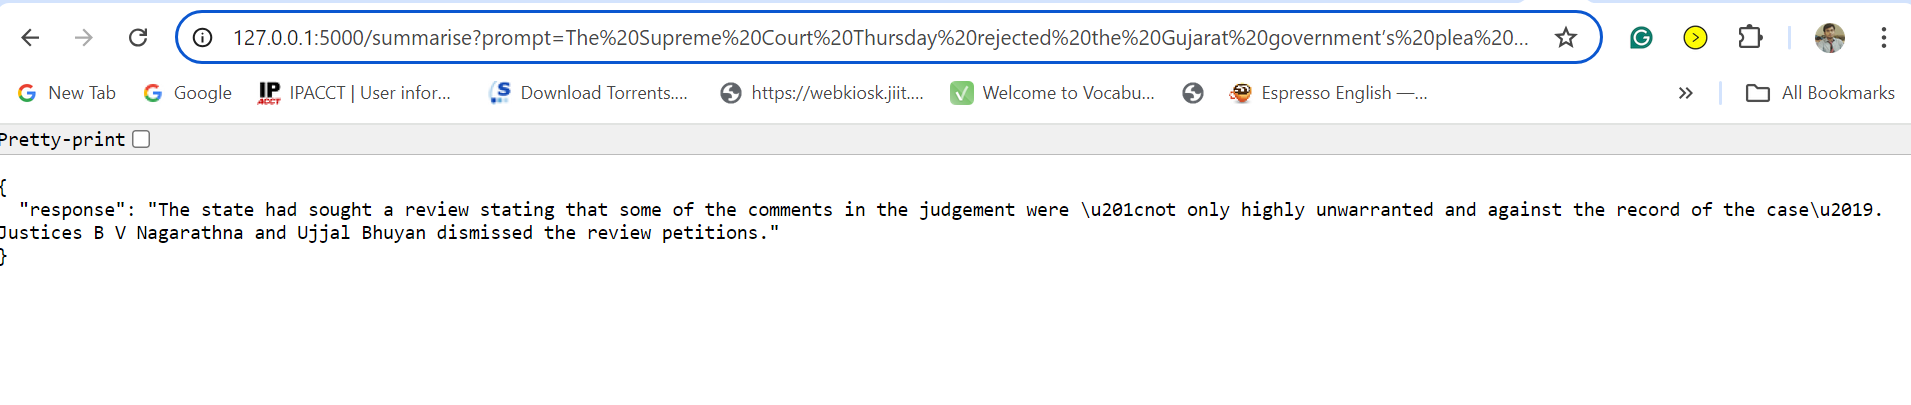 127.0.0.1:5000/summarise?prompt=The%20Supreme%20Court%20Thursday%20rejected%20the%20Gujarat%20government’s%20plea%20...
New Tab Google IP ACCT IPACCT | User infor... S Download Torrents.... https://webkiosk.jiit.... Welcome to Vocabu... Espresso English —... » All Bookmarks
Pretty-print
{
"response": "The state had sought a review stating that some of the comments in the judgement were \u201cnot only highly unwarranted and against the record of the case\u2019.
Justices B V Nagarathna and Ujjal Bhuyan dismissed the review petitions."
}